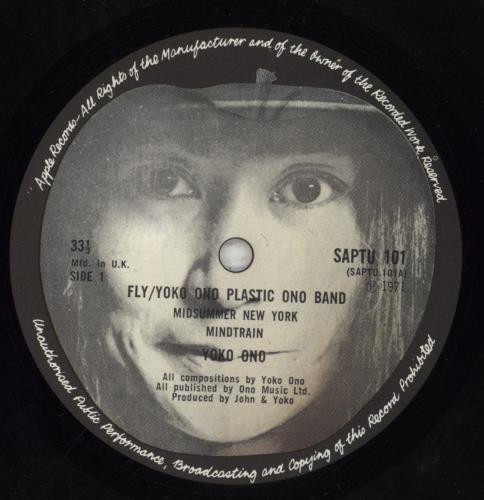 Apple Records - All Rights of the Manufacturer and of the Owner of the Recorded Work Reserved
33⅓
Mfd. In U.K.
SIDE 1
SAPTU 101
(SAPTU.101A)
Ⓟ 1971
FLY/YOKO ONO PLASTIC ONO BAND
MIDSUMMER NEW YORK
MINDTRAIN
YOKO ONO
All compositions by Yoko Ono
All published by Ono Music Ltd.
Produced by John & Yoko
Unauthorised Public Performance, Broadcasting and Copying of this Record Prohibited